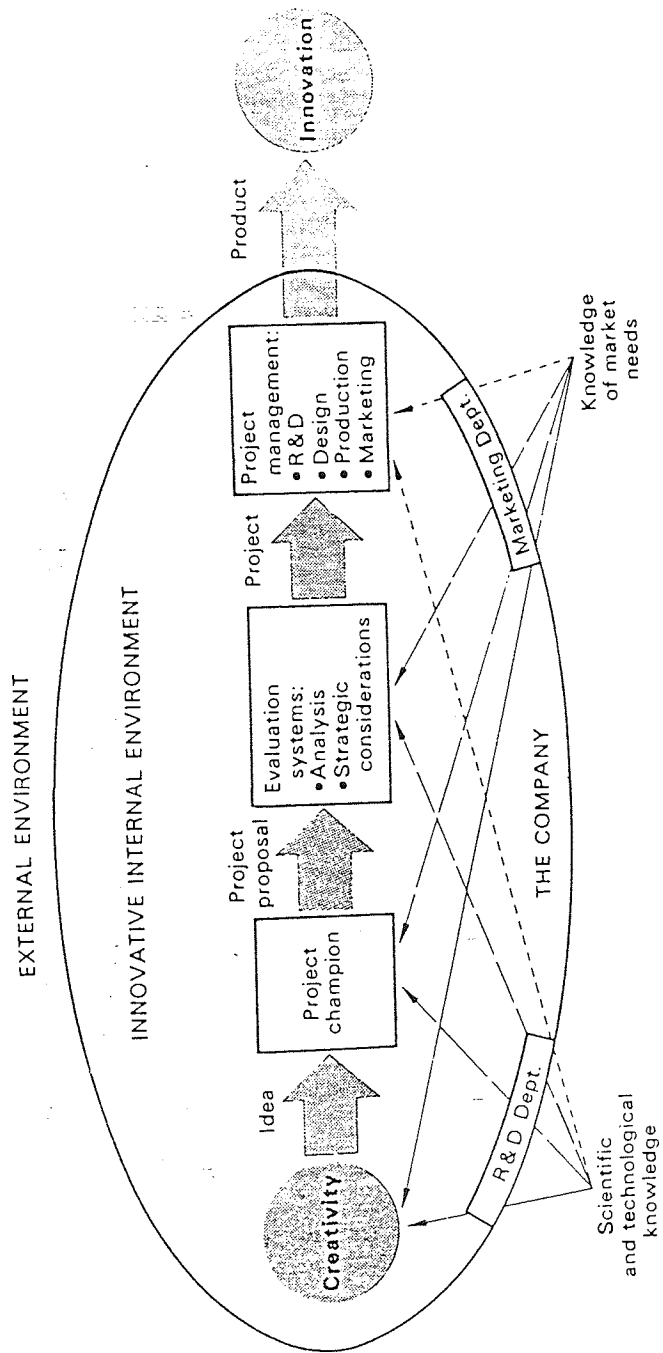 EXTERNAL ENVIRONMENT
INNOVATIVE INTERNAL ENVIRONMENT
Creativity
Idea
Project
champion
Project
proposal
Evaluation
systems:
• Analysis
• Strategic
considerations
Project
Project
management:
• R&D
• Design
• Production
• Marketing
Product
Innovation
R&D Dept.
THE COMPANY
Marketing Dept.
Scientific
and technological
knowledge
Knowledge
of market
needs